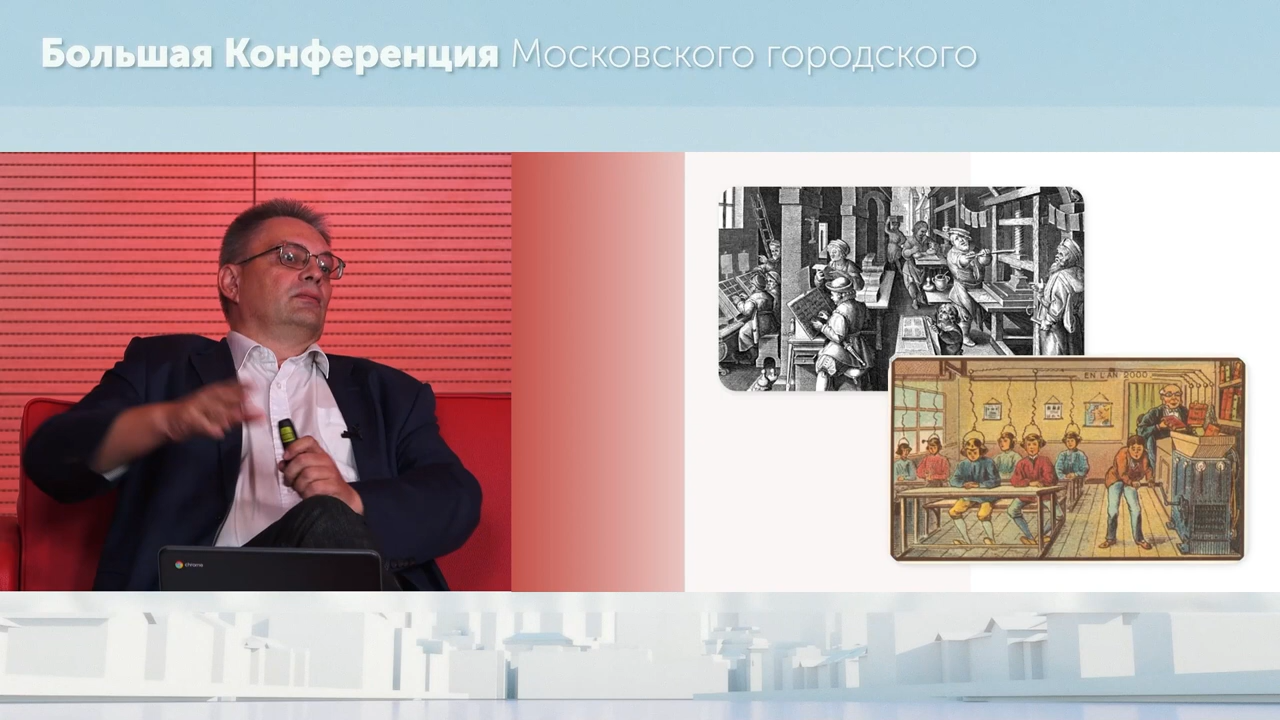 Большая Конференция Московского городского
EN L'AN 2000
chrome